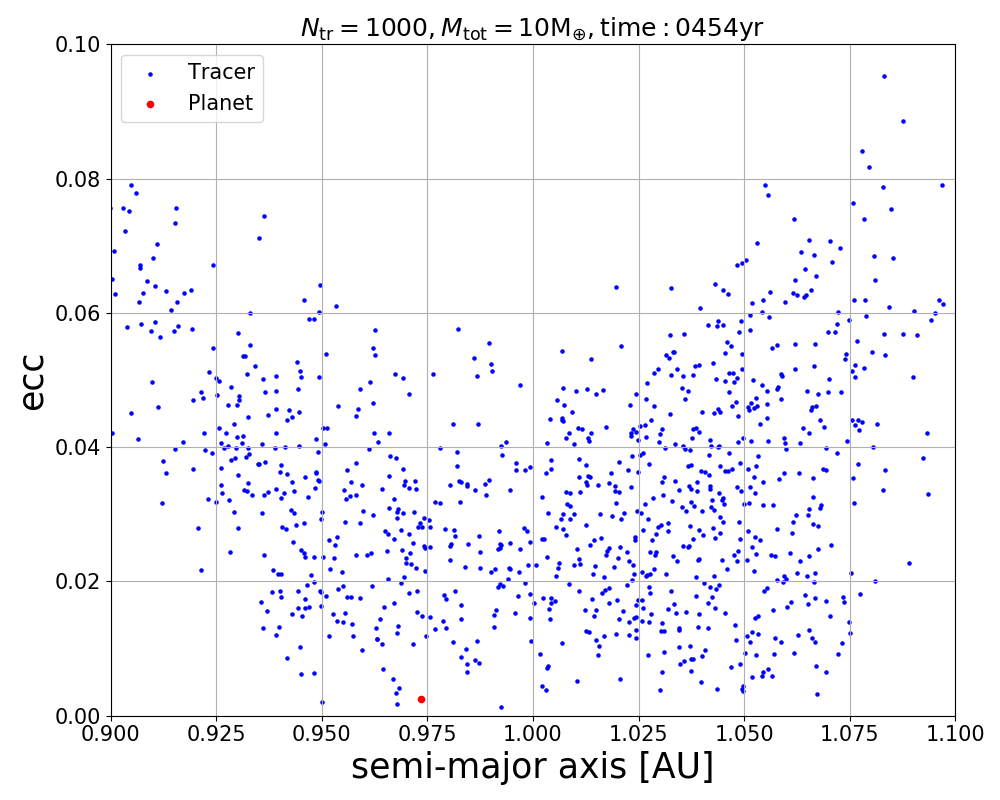 N_tr = 1000, M_tot = 10M_⊕, time : 0454yr
Tracer
Planet
0.10
0.08
0.06
0.04
0.02
0.00
ecc
0.900 0.925 0.950 0.975 1.000 1.025 1.050 1.075 1.100
semi-major axis [AU]